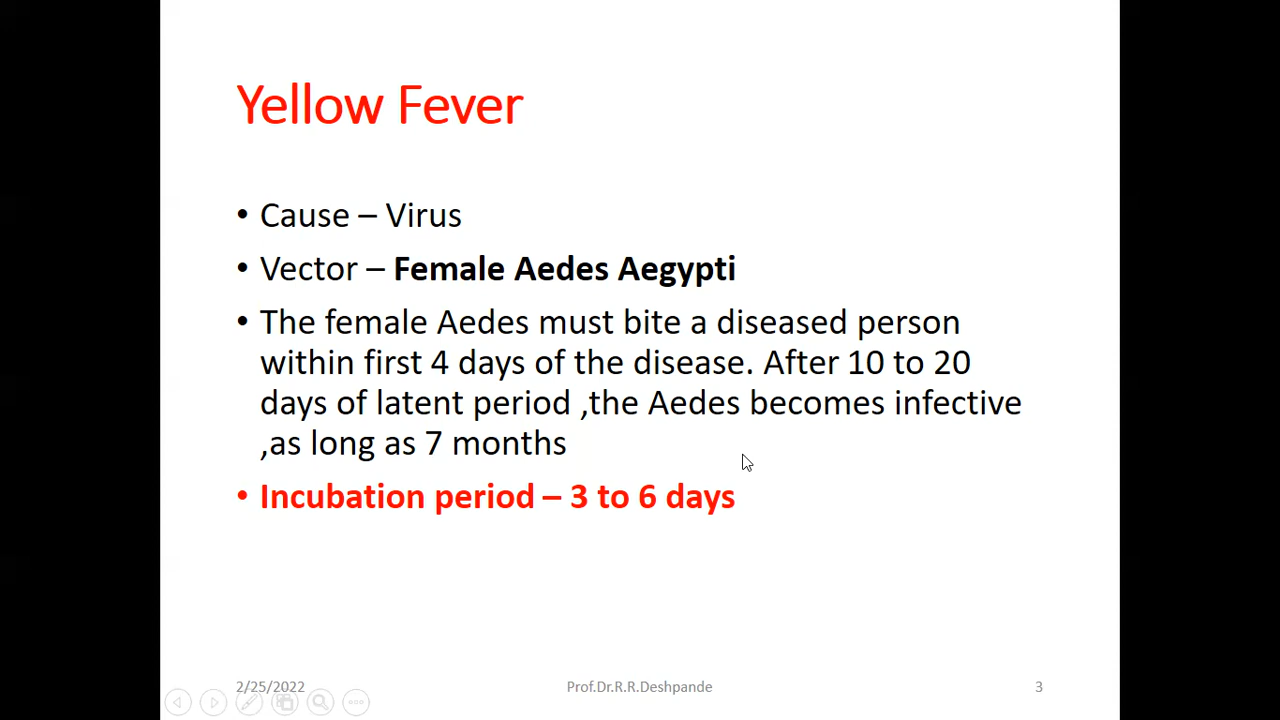 Yellow Fever
• Cause – Virus
• Vector – Female Aedes Aegypti
• The female Aedes must bite a diseased person
within first 4 days of the disease. After 10 to 20
days of latent period ,the Aedes becomes infective
,as long as 7 months
• Incubation period – 3 to 6 days
2/25/2022
Prof.Dr.R.R.Deshpande
3